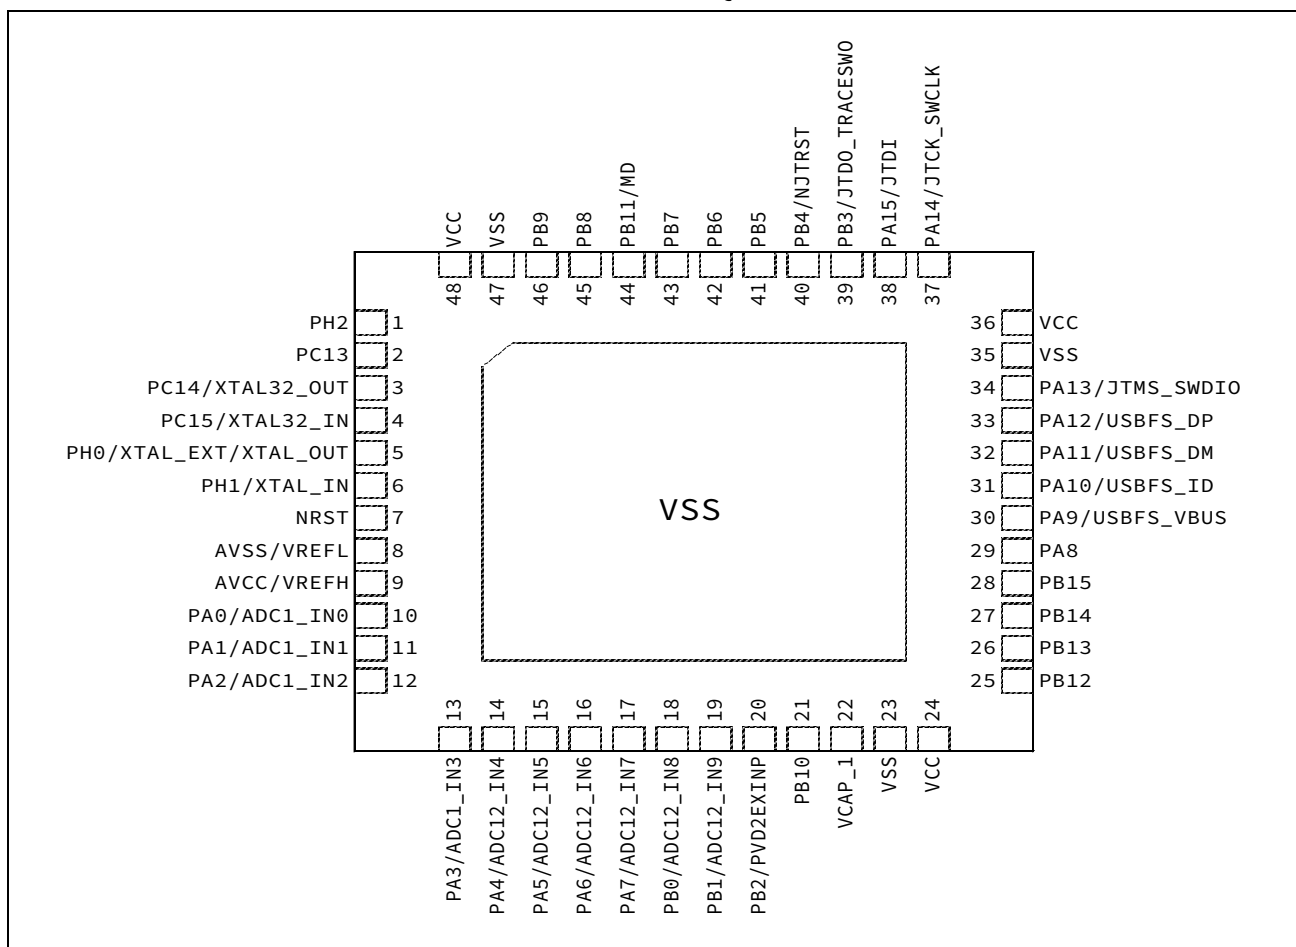 VCC
VSS
PB9
PB8
PB11/MD
PB7
PB6
PB5
PB4/NJTRST
PB3/JTDO_TRACESWO
PA15/JTDI
PA14/JTCK_SWCLK
48
47
46
45
44
43
42
41
40
39
38
37
PH2 1
PC13 2
PC14/XTAL32_OUT 3
PC15/XTAL32_IN 4
PH0/XTAL_EXT/XTAL_OUT 5
PH1/XTAL_IN 6
NRST 7
AVSS/VREFL 8
AVCC/VREFH 9
PA0/ADC1_IN0 10
PA1/ADC1_IN1 11
PA2/ADC1_IN2 12
VSS
36 VCC
35 VSS
34 PA13/JTMS_SWDIO
33 PA12/USBFS_DP
32 PA11/USBFS_DM
31 PA10/USBFS_ID
30 PA9/USBFS_VBUS
29 PA8
28 PB15
27 PB14
26 PB13
25 PB12
13
14
15
16
17
18
19
20
21
22
23
24
PA3/ADC1_IN3
PA4/ADC12_IN4
PA5/ADC12_IN5
PA6/ADC12_IN6
PA7/ADC12_IN7
PB0/ADC12_IN8
PB1/ADC12_IN9
PB2/PVD2EXINP
PB10
VCAP_1
VSS
VCC